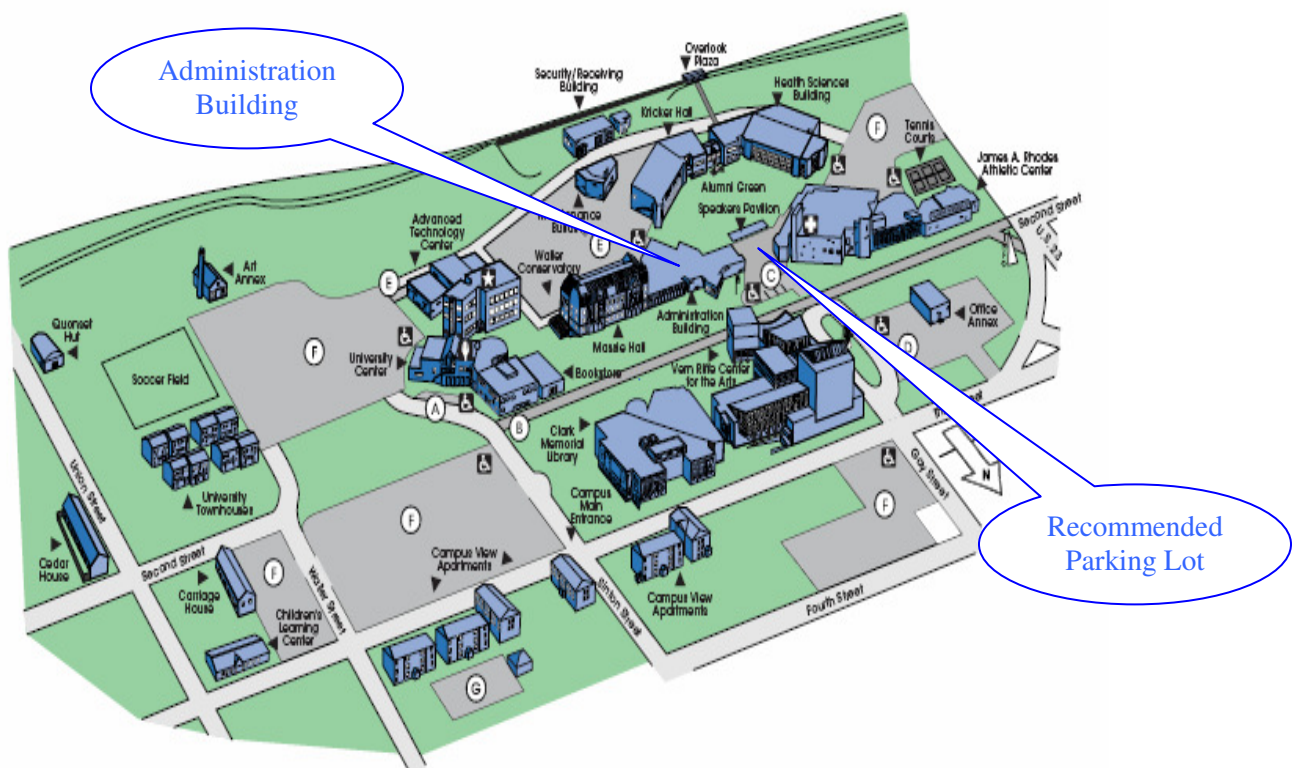 Administration
Building
Overlook
Plaza
Security/Receiving
Building
Health Sciences
Building
Kricker Hall
F
Tennis
Courts
James A. Rhodes
Athletic Center
Alumni Green
Speakers Pavilion
Second Street
U.S. 23
Advanced
Technology
Center
Building
E
Waller
Conservatory
Art
Annex
E
C
Administration
Building
Office
Annex
Quonset
Hut
F
Massie Hall
D
University
Center
Bookstore
Vern Riffe Center
for the Arts
Soccer Field
A
B
Clark
Memorial
Library
Union Street
University
Townhouses
Campus
Main
Entrance
Gay Street
N
F
F
Recommended
Parking Lot
Cedar
House
Second Street
Carriage
House
F
Waller Street
Campus View
Apartments
Campus View
Apartments
Sinton Street
Fourth Street
Children's
Learning
Center
G